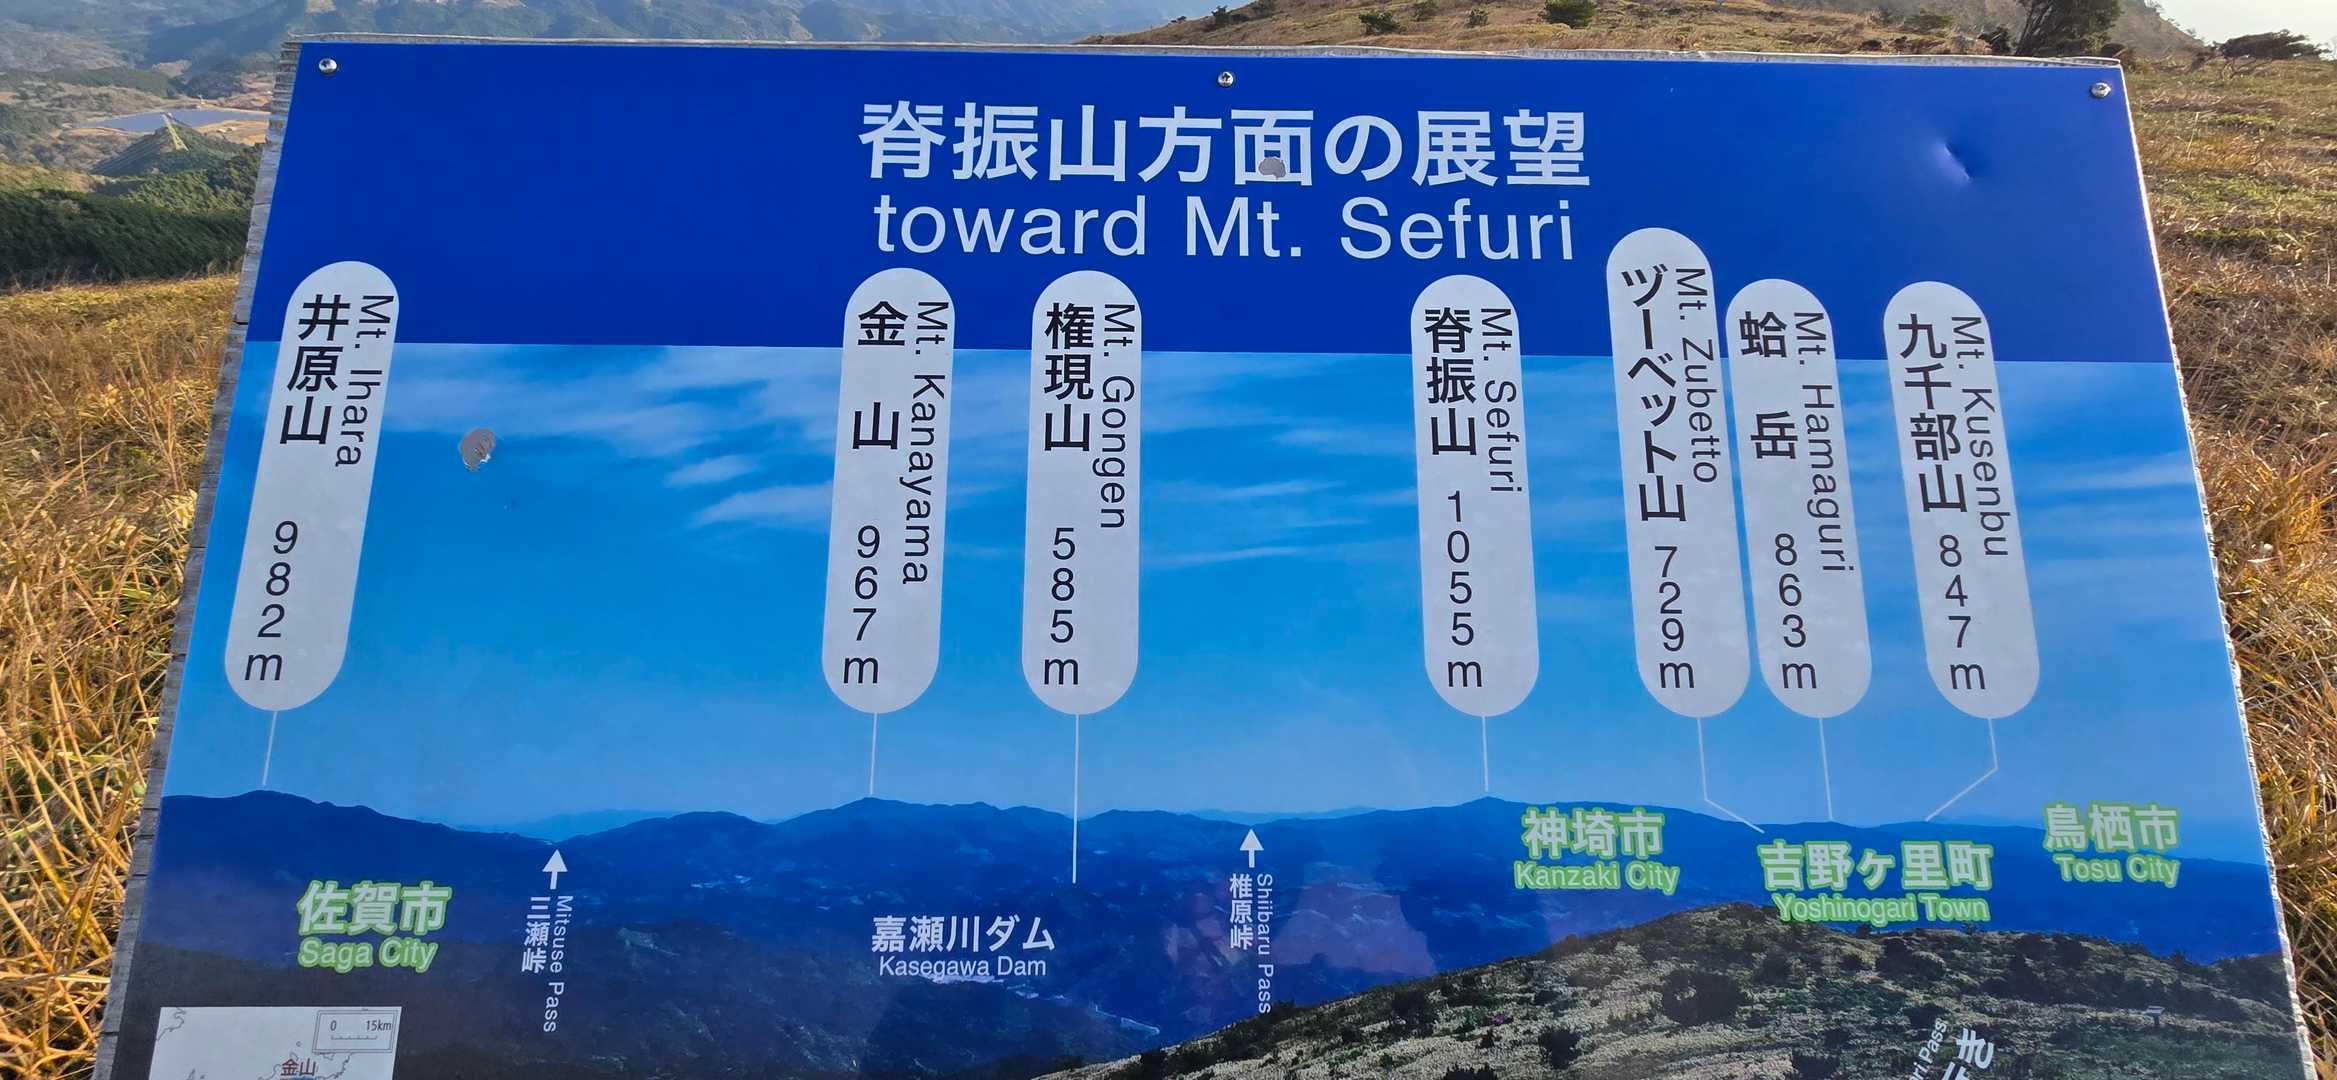 脊振山方面の展望
toward Mt. Sefuri
井原山 982m
Mt. Ihara
金山 967m
Mt. Kanayama
権現山 585m
Mt. Gongen
脊振山 1055m
Mt. Sefuri
ヅーベット山 729m
Mt. Zubetto
蛤岳 863m
Mt. Hamaguri
九千部山 847m
Mt. Kusenbu
佐賀市
Saga City
三瀬峠
Mitsuse Pass
嘉瀬川ダム
Kasegawa Dam
椎原峠
Shiibaru Pass
神埼市
Kanzaki City
吉野ヶ里町
Yoshinogari Town
鳥栖市
Tosu City
0 15km
金山
Pass
き